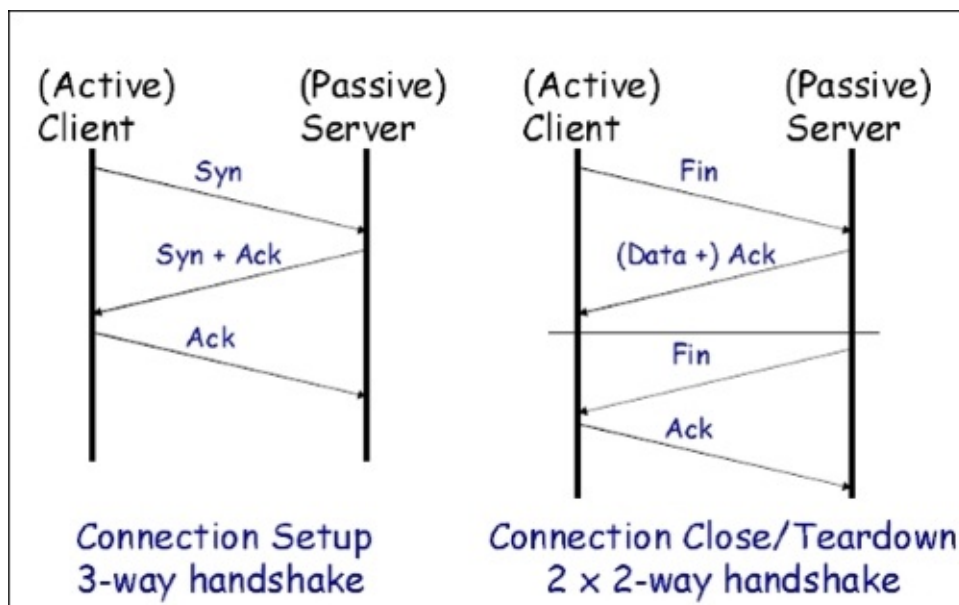 (Active)
Client
(Passive)
Server
Syn
Syn + Ack
Ack
Connection Setup
3-way handshake
(Active)
Client
(Passive)
Server
Fin
(Data +) Ack
Fin
Ack
Connection Close/Teardown
2 x 2-way handshake